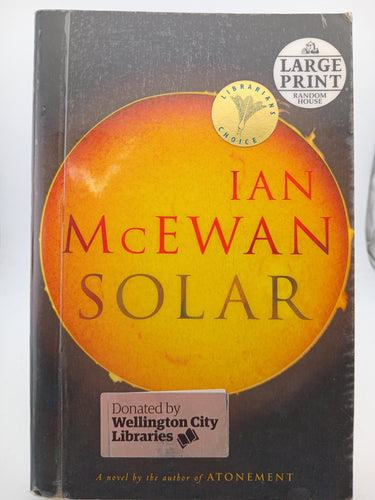 LARGE
PRINT
RANDOM
HOUSE
LIBRARIANS
CHOICE
IAN
McEWAN
SOLAR
Donated by
Wellington City
Libraries
A novel by the author of ATONEMENT